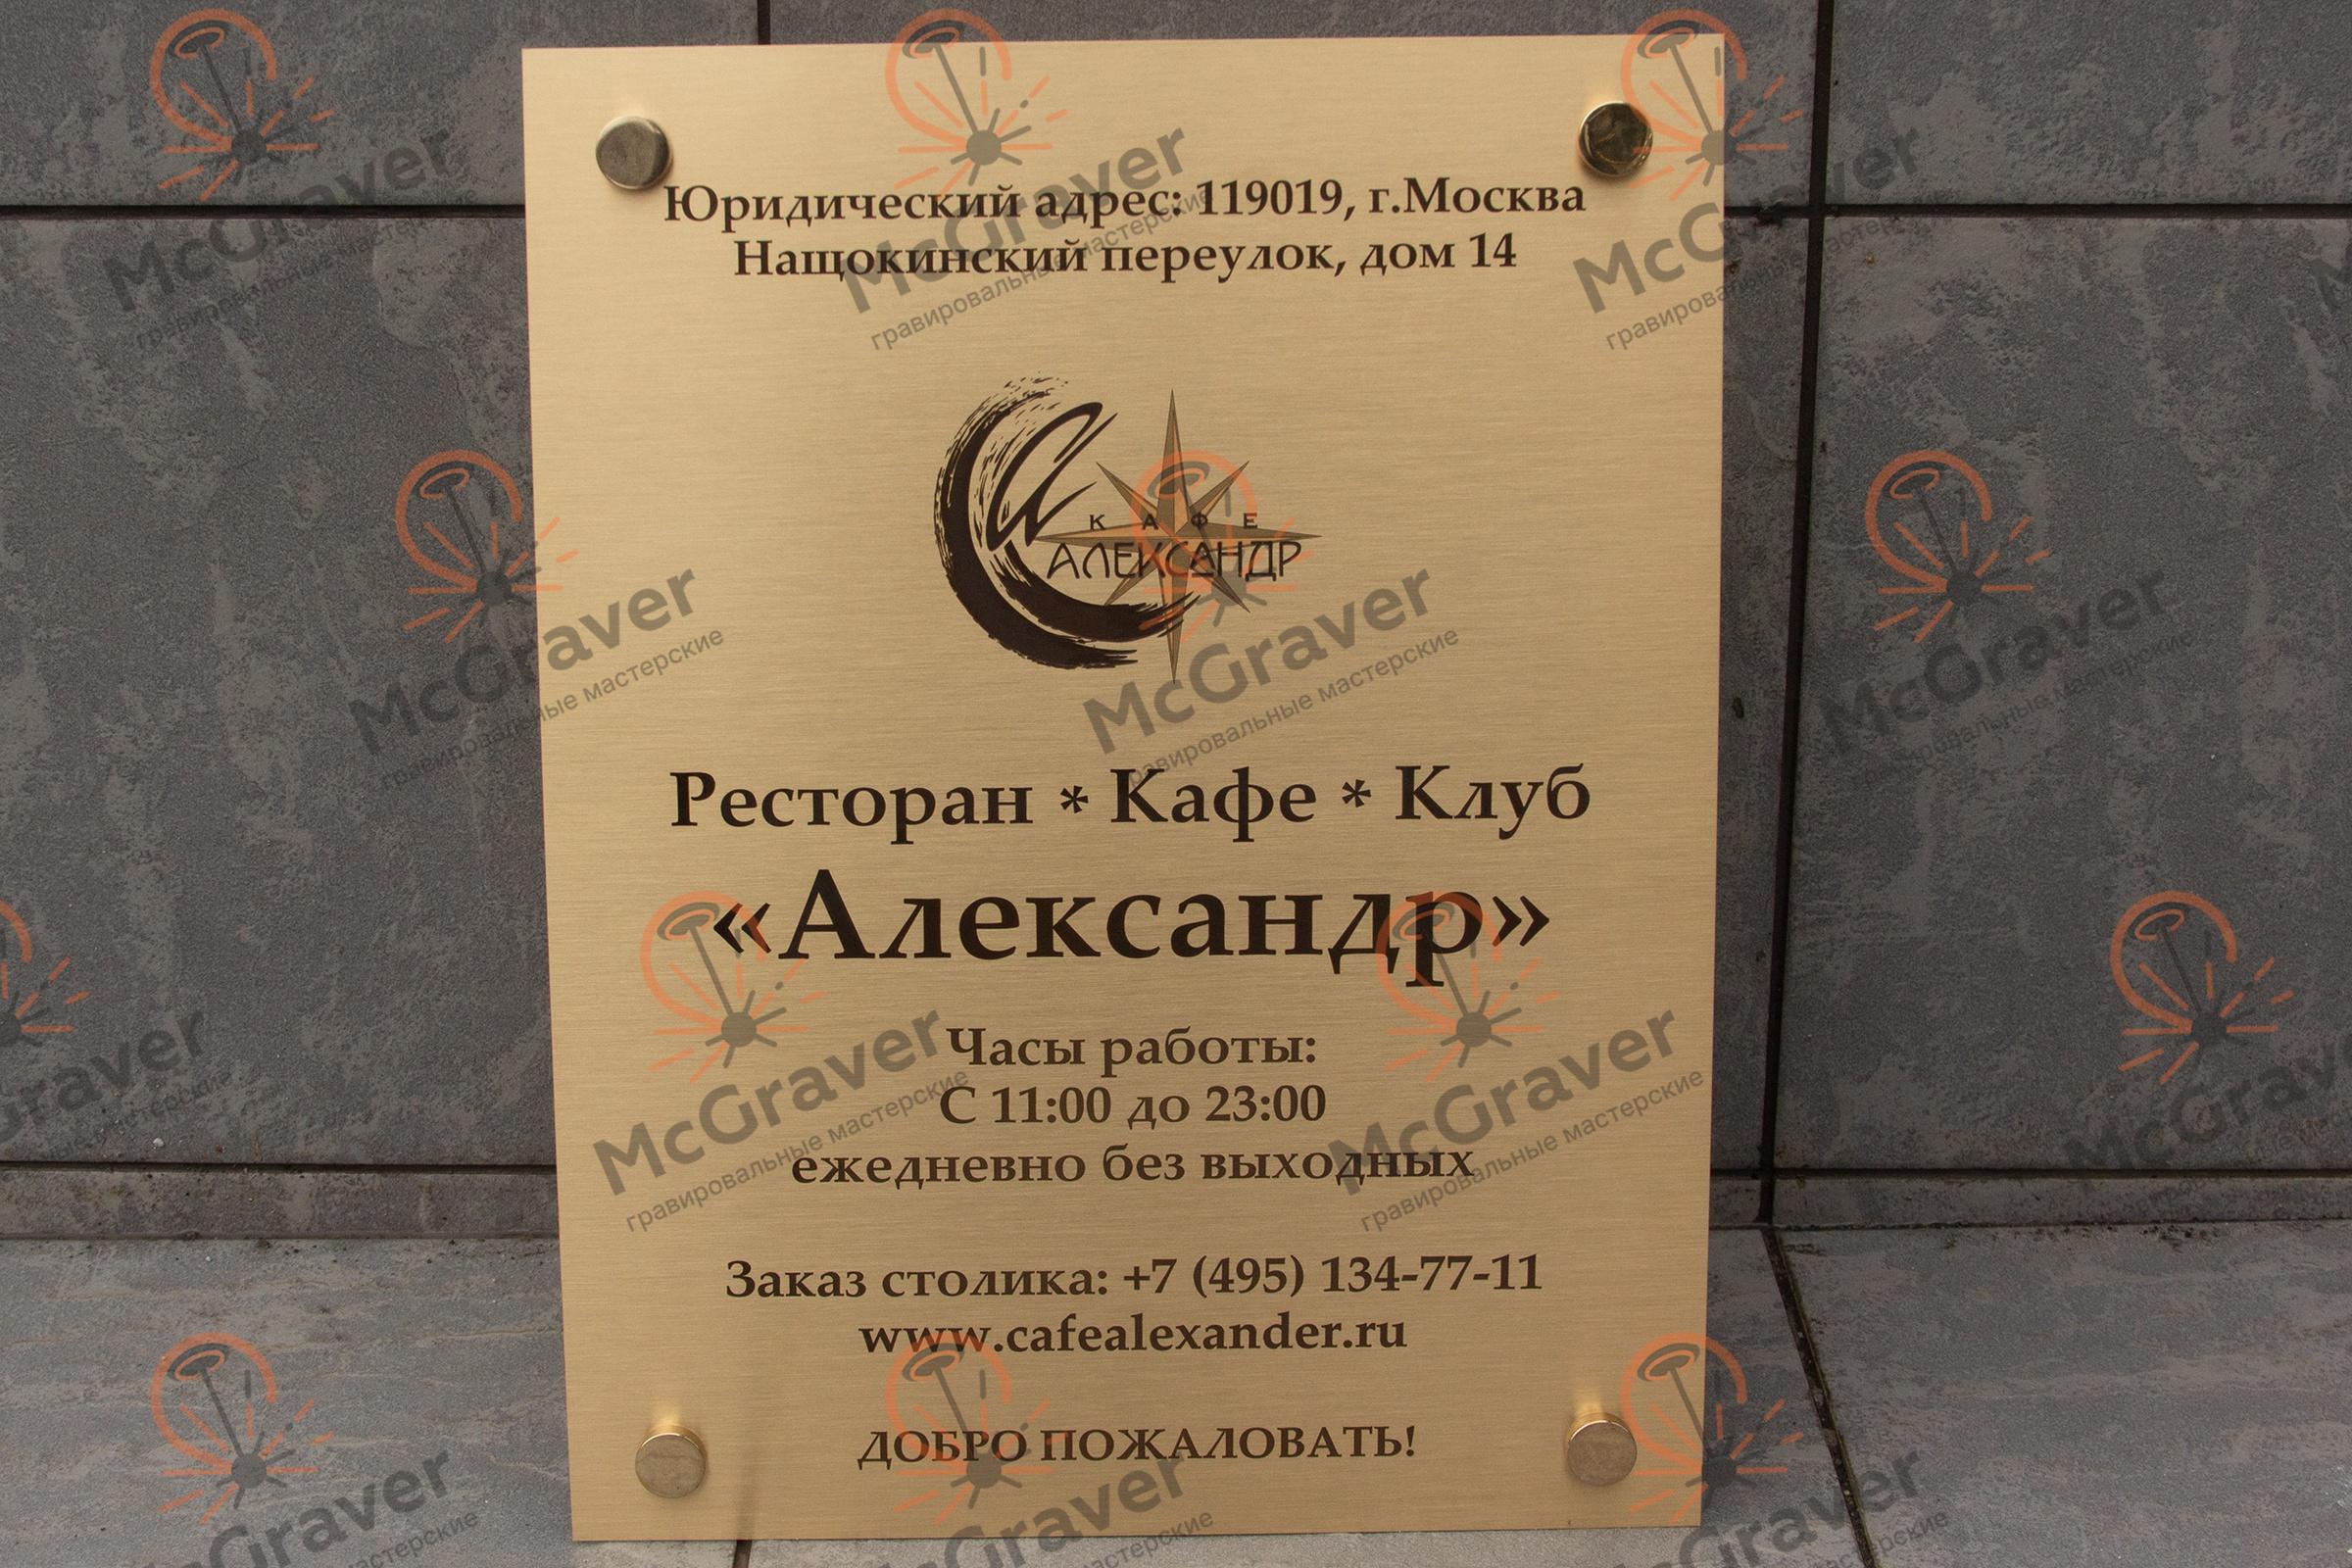 Юридический адрес: 119019, г.Москва
Нащокинский переулок, дом 14
КАФЕ
АЛЕКСАНДР
Ресторан * Кафе * Клуб
«Александр»
Часы работы:
С 11:00 до 23:00
ежедневно без выходных
Заказ столика: +7 (495) 134-77-11
www.cafealexander.ru
ДОБРО ПОЖАЛОВАТЬ!
McGraver
гравировальные мастерские